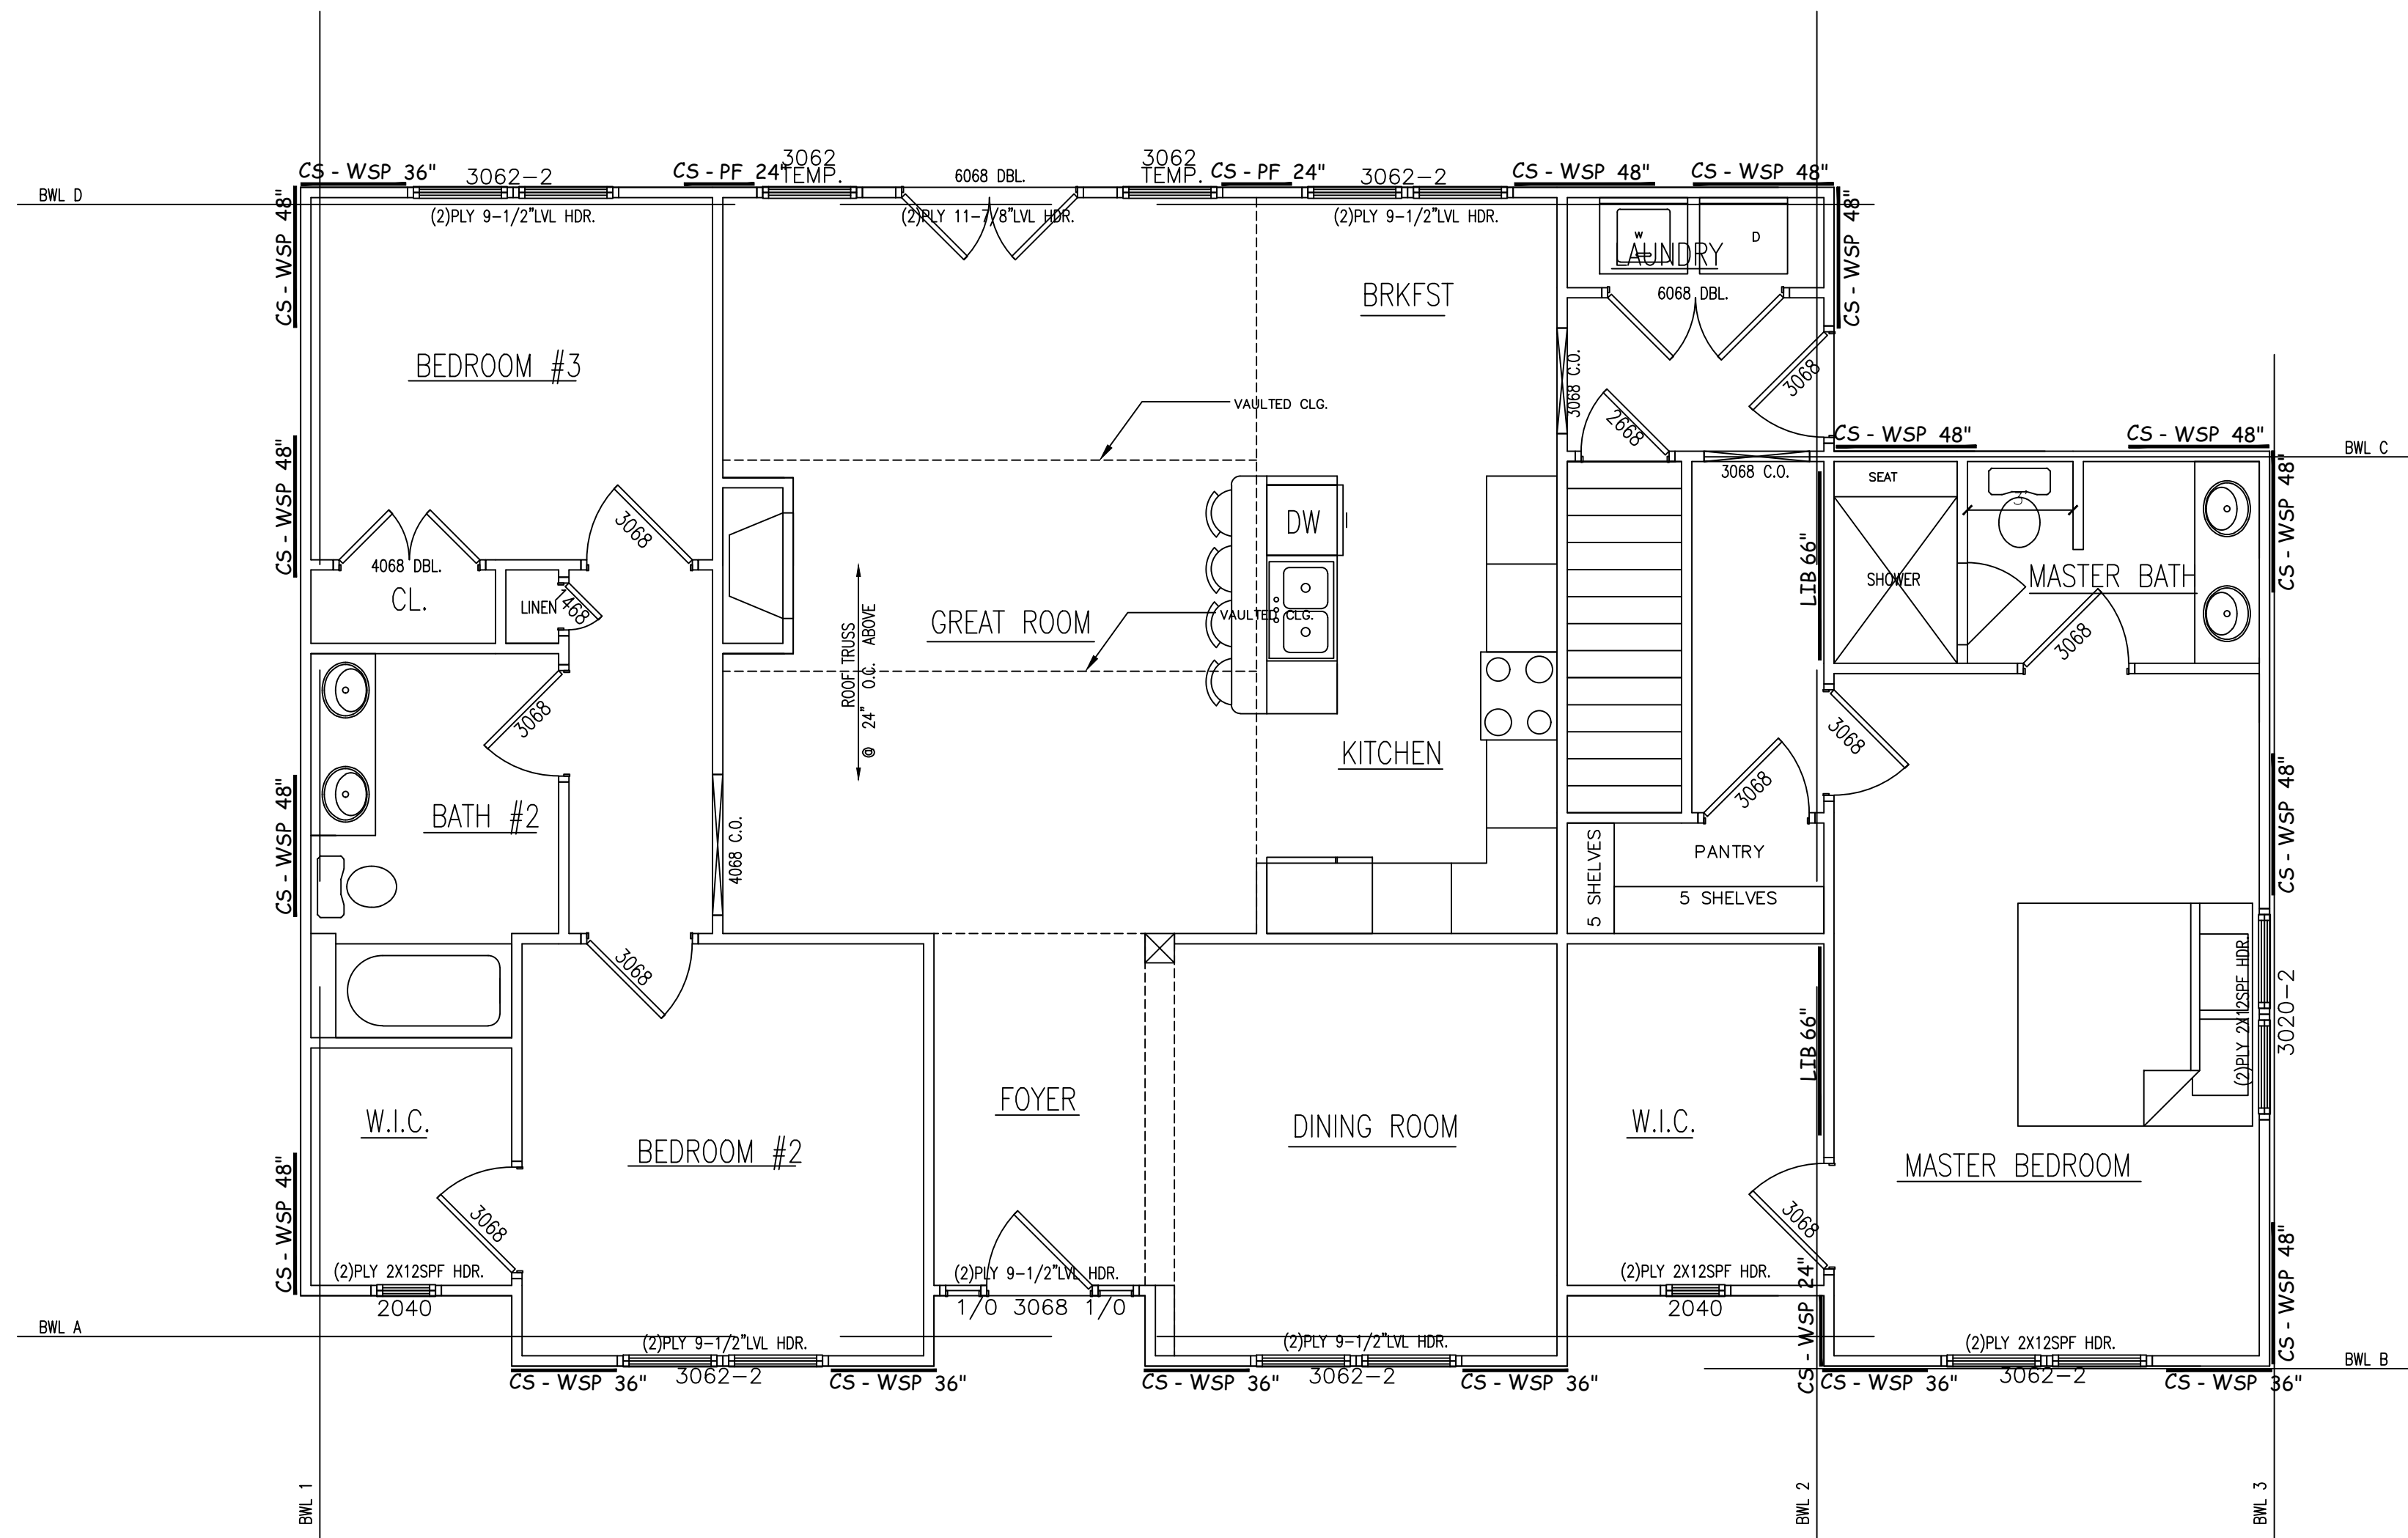 CS - WSP 36"
3062-2
CS - PF 24"
3062
TEMP.
6068 DBL.
3062
TEMP.
CS - PF 24"
3062-2
CS - WSP 48"
CS - WSP 48"
BWL D
(2)PLY 9-1/2"LVL HDR.
(2)PLY 11-7/8"LVL HDR.
(2)PLY 9-1/2"LVL HDR.
CS - WSP 48"
W
D
LAUNDRY
CS - WSP 48"
6068 DBL.
BRKFST
BEDROOM #3
3068 C.O.
3068
VAULTED CLG.
2668
CS - WSP 48"
CS - WSP 48"
CS - WSP 48"
BWL C
3068 C.O.
SEAT
3'
CS - WSP 48"
3068
DW
4068 DBL.
CL.
LINEN
1468
LIB 66"
SHOWER
MASTER BATH
GREAT ROOM
VAULTED CLG.
ROOF TRUSS
@ 24" O.C. ABOVE
3068
3068
3068
KITCHEN
3068
CS - WSP 48"
BATH #2
4068 C.O.
CS - WSP 48"
PANTRY
5 SHELVES
5 SHELVES
3068
(2)PLY 2X12SPF HDR.
3020-2
LIB 66"
FOYER
W.I.C.
DINING ROOM
W.I.C.
BEDROOM #2
MASTER BEDROOM
CS - WSP 48"
3068
3068
CS - WSP 48"
(2)PLY 2X12SPF HDR.
(2)PLY 9-1/2"LVL HDR.
(2)PLY 2X12SPF HDR.
2040
1/0 3068 1/0
2040
CS - WSP 24"
BWL A
(2)PLY 9-1/2"LVL HDR.
(2)PLY 9-1/2"LVL HDR.
(2)PLY 2X12SPF HDR.
BWL B
CS - WSP 36"
3062-2
CS - WSP 36"
CS - WSP 36"
3062-2
CS - WSP 36"
CS - WSP 36"
3062-2
CS - WSP 36"
BWL 1
BWL 2
BWL 3